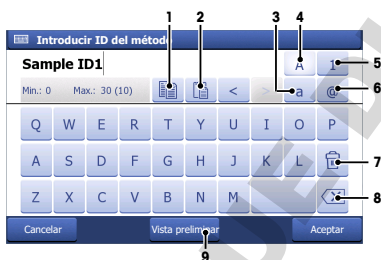 1 2 3 4
Introducir ID del método
Sample ID1 A 1 5
Min.: 0 Max.: 30 (10) < > a @ 6
Q W E R T Y U I O P
A S D F G H J K L 7
Z X C V B N M 8
Cancelar Vista preliminar Aceptar
9